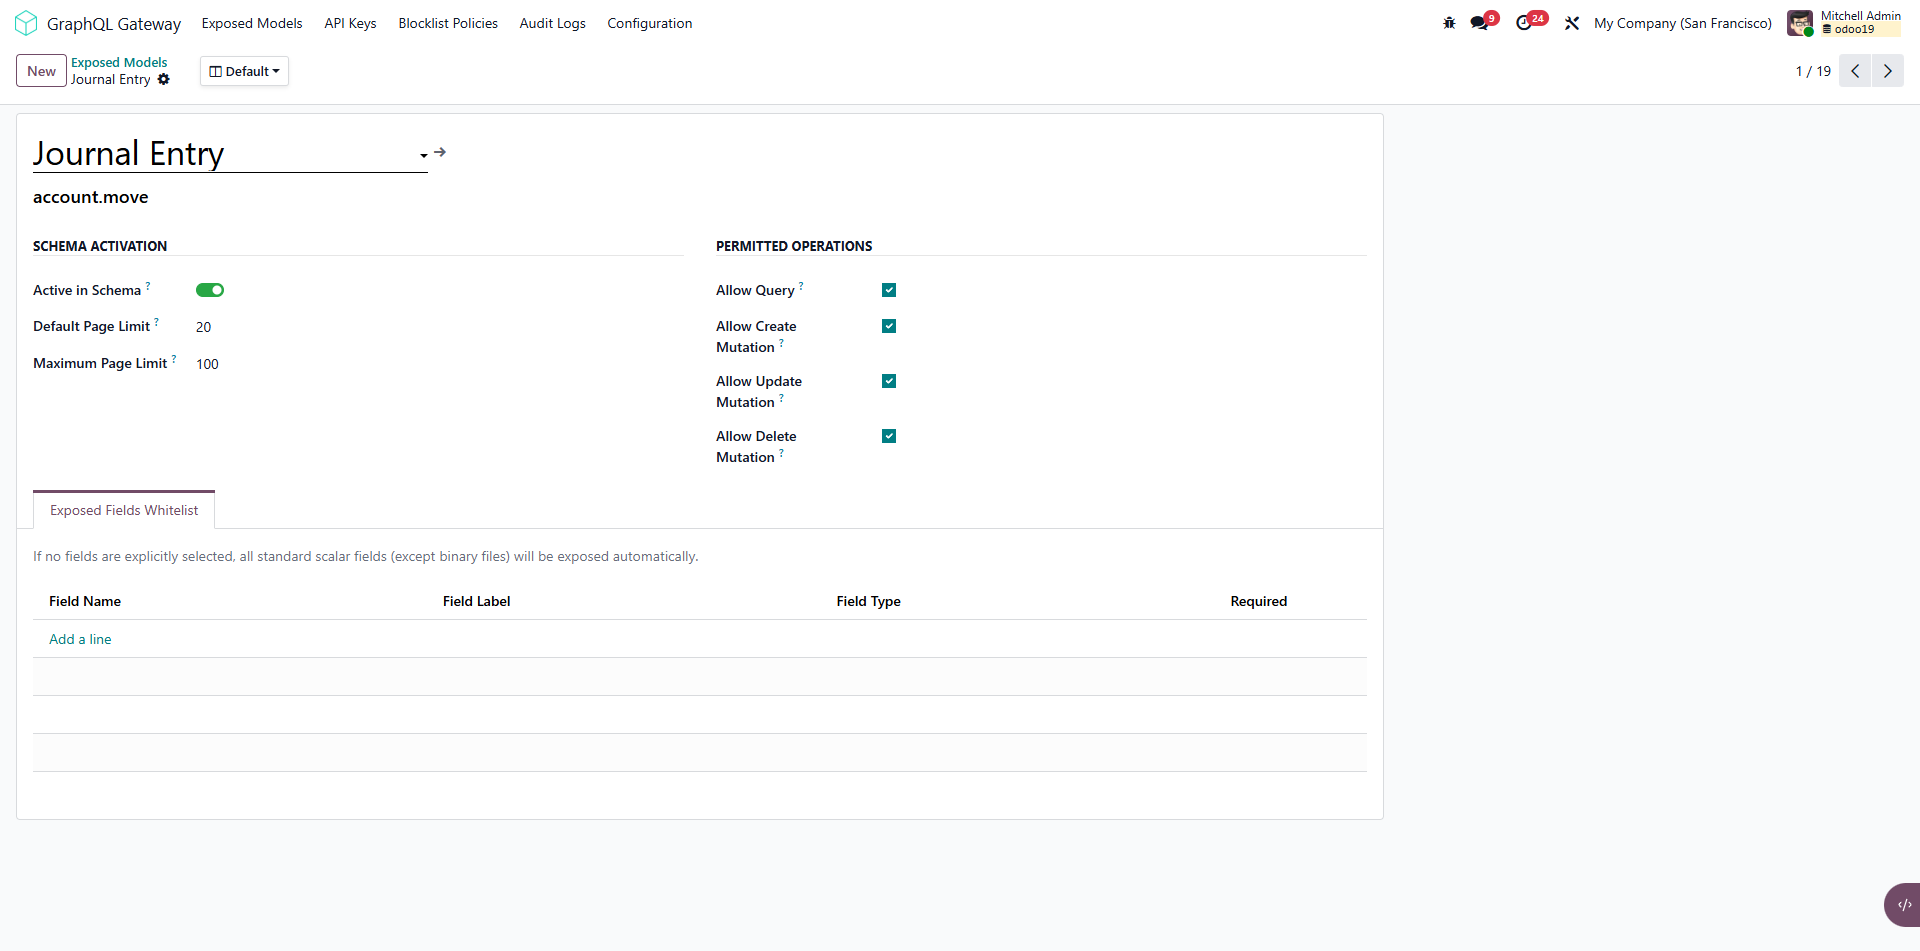 GraphQL Gateway Exposed Models API Keys Blocklist Policies Audit Logs Configuration 9 24 My Company (San Francisco) Mitchell Admin
odoo19
New Exposed Models
Journal Entry
Default
1 / 19
Journal Entry
account.move
SCHEMA ACTIVATION
Active in Schema ?
Default Page Limit ? 20
Maximum Page Limit ? 100
PERMITTED OPERATIONS
Allow Query ?
Allow Create
Mutation ?
Allow Update
Mutation ?
Allow Delete
Mutation ?
Exposed Fields Whitelist
If no fields are explicitly selected, all standard scalar fields (except binary files) will be exposed automatically.
Field Name Field Label Field Type Required
Add a line
</>